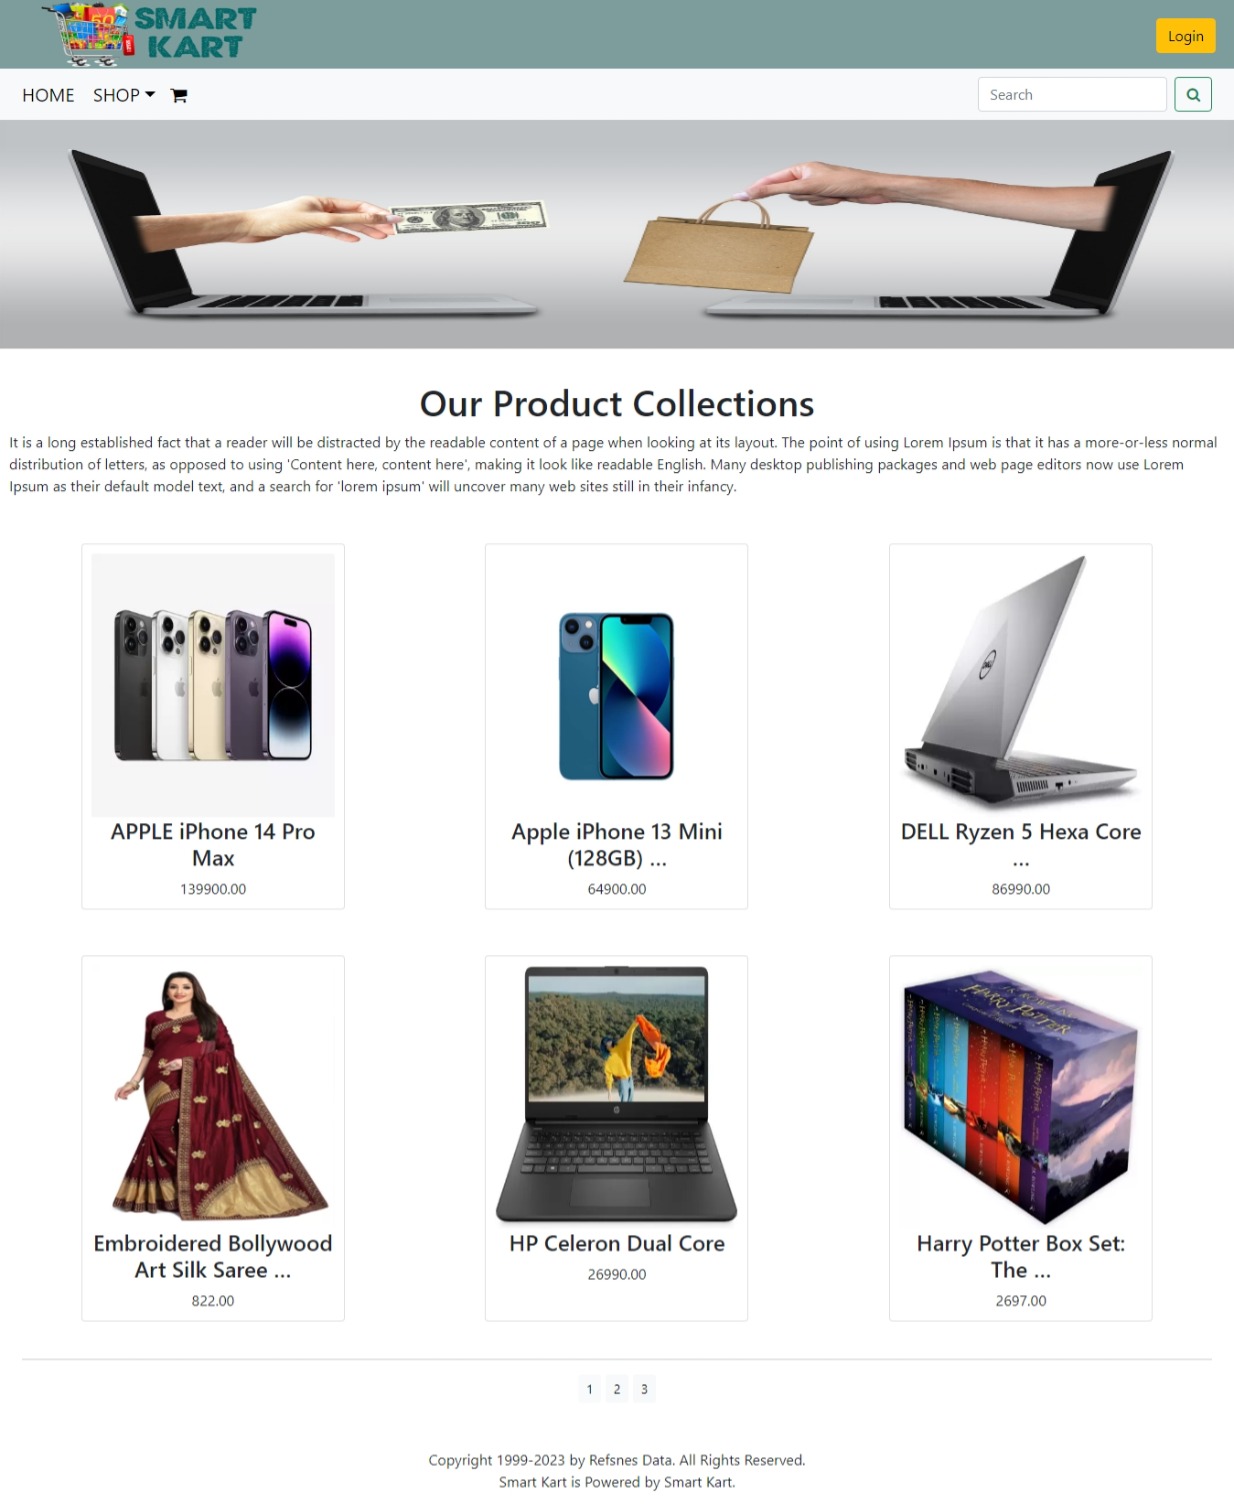 SMART
KART
Login
HOME SHOP
Search
Our Product Collections
It is a long established fact that a reader will be distracted by the readable content of a page when looking at its layout. The point of using Lorem Ipsum is that it has a more-or-less normal
distribution of letters, as opposed to using 'Content here, content here', making it look like readable English. Many desktop publishing packages and web page editors now use Lorem
Ipsum as their default model text, and a search for 'lorem ipsum' will uncover many web sites still in their infancy.
APPLE iPhone 14 Pro
Max
139900.00
Apple iPhone 13 Mini
(128GB) ...
64900.00
DELL Ryzen 5 Hexa Core
...
86990.00
Embroidered Bollywood
Art Silk Saree ...
822.00
HP Celeron Dual Core
26990.00
HARRY POTTER
Harry Potter Box Set:
The ...
2697.00
1 2 3
Copyright 1999-2023 by Refsnes Data. All Rights Reserved.
Smart Kart is Powered by Smart Kart.